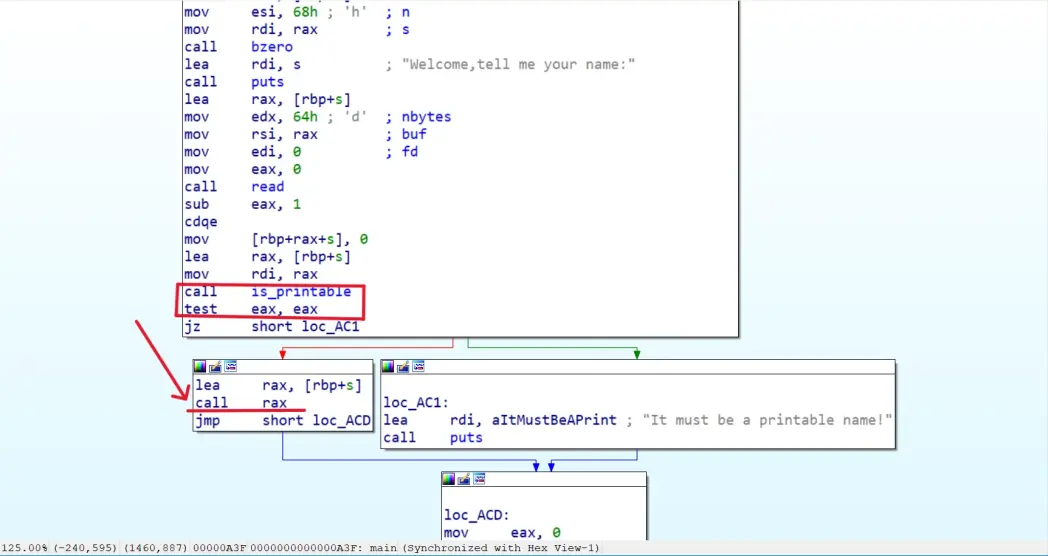 mov esi, 68h ; 'h' ; n
mov rdi, rax ; s
call bzero
lea rdi, s ; "Welcome,tell me your name:"
call puts
lea rax, [rbp+s]
mov edx, 64h ; 'd' ; nbytes
mov rsi, rax ; buf
mov edi, 0 ; fd
mov eax, 0
call read
sub eax, 1
cdqe
mov [rbp+rax+s], 0
lea rax, [rbp+s]
mov rdi, rax
call is_printable
test eax, eax
jz short loc_AC1
lea rax, [rbp+s]
call rax
jmp short loc_ACD
loc_AC1:
lea rdi, aItMustBeAPrint ; "It must be a printable name!"
call puts
loc_ACD:
mov eax, 0
125.00% (-240,595) (1460,887) 00000A3F 0000000000000A3F: main (Synchronized with Hex View-1)